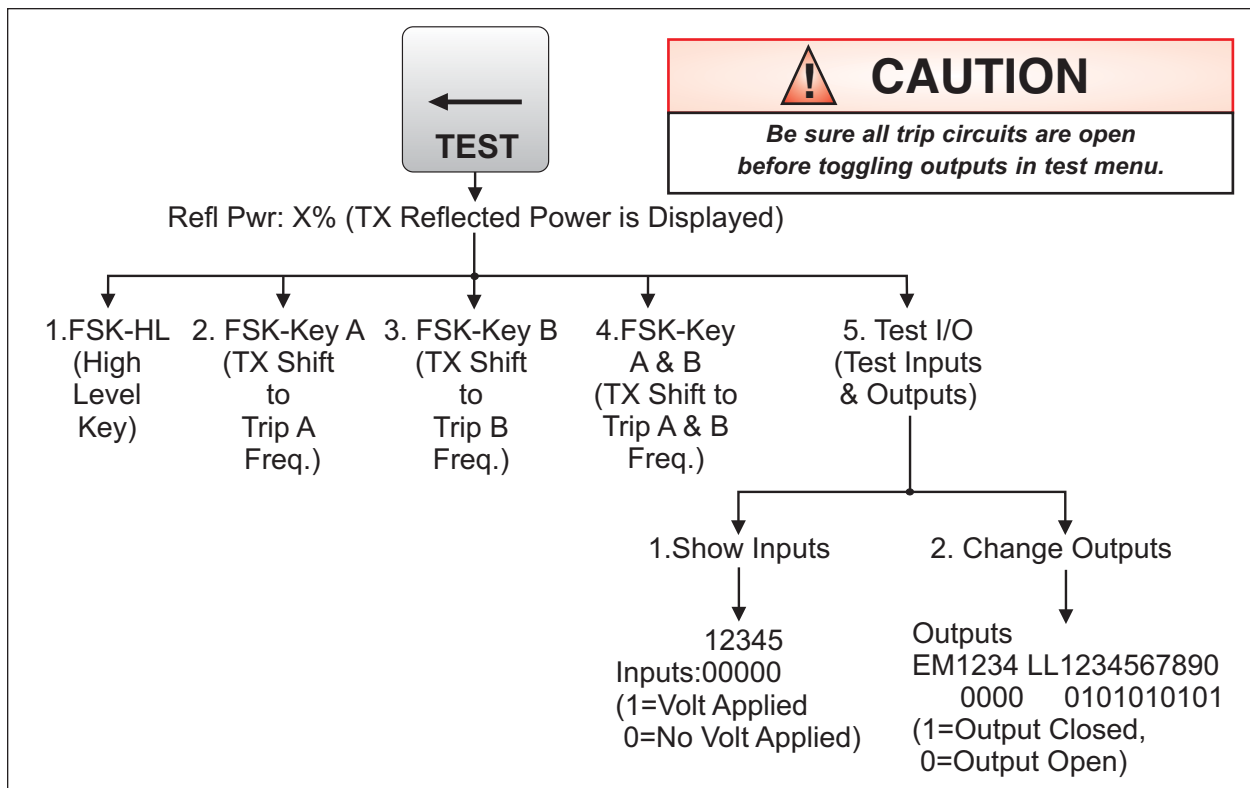 TEST
!
CAUTION
Be sure all trip circuits are open
before toggling outputs in test menu.
Refl Pwr: X% (TX Reflected Power is Displayed)
1.FSK-HL
(High
Level
Key)
2. FSK-Key A
(TX Shift
to
Trip A
Freq.)
3. FSK-Key B
(TX Shift
to
Trip B
Freq.)
4.FSK-Key
A & B
(TX Shift to
Trip A & B
Freq.)
5. Test I/O
(Test Inputs
& Outputs)
1.Show Inputs
12345
Inputs:00000
(1=Volt Applied
0=No Volt Applied)
2. Change Outputs
Outputs
EM1234 LL1234567890
0000 0101010101
(1=Output Closed,
0=Output Open)